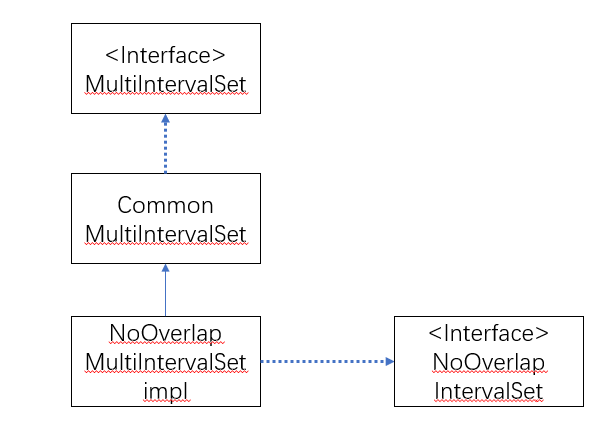 <Interface>
MultiIntervalSet
Common
MultiIntervalSet
NoOverlap
MultiIntervalSet
impl
<Interface>
NoOverlap
IntervalSet